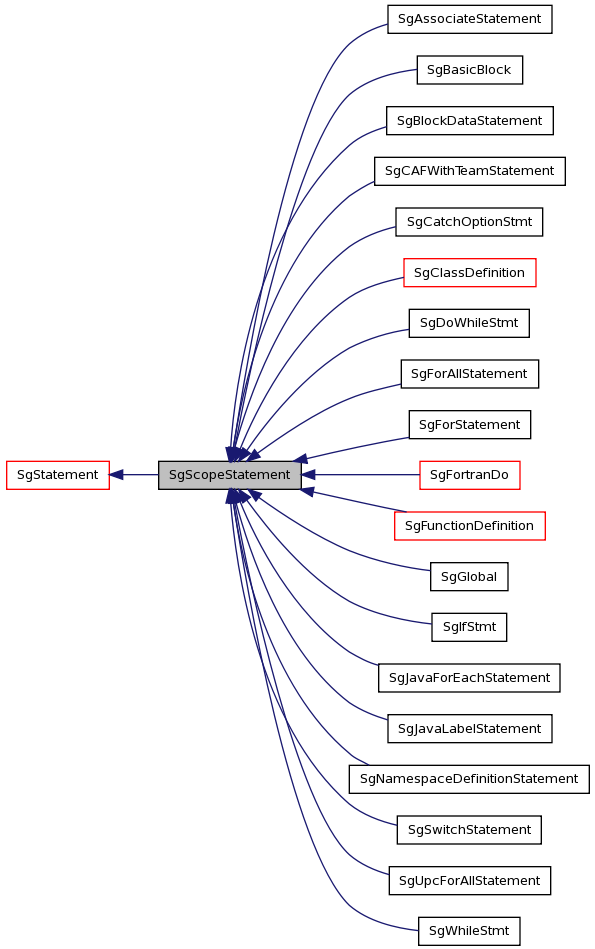 SgAssociateStatement
SgBasicBlock
SgBlockDataStatement
SgCAFWithTeamStatement
SgCatchOptionStmt
SgClassDefinition
SgDoWhileStmt
SgForAllStatement
SgForStatement
SgStatement
SgScopeStatement
SgFortranDo
SgFunctionDefinition
SgGlobal
SgIfStmt
SgJavaForEachStatement
SgJavaLabelStatement
SgNamespaceDefinitionStatement
SgSwitchStatement
SgUpcForAllStatement
SgWhileStmt